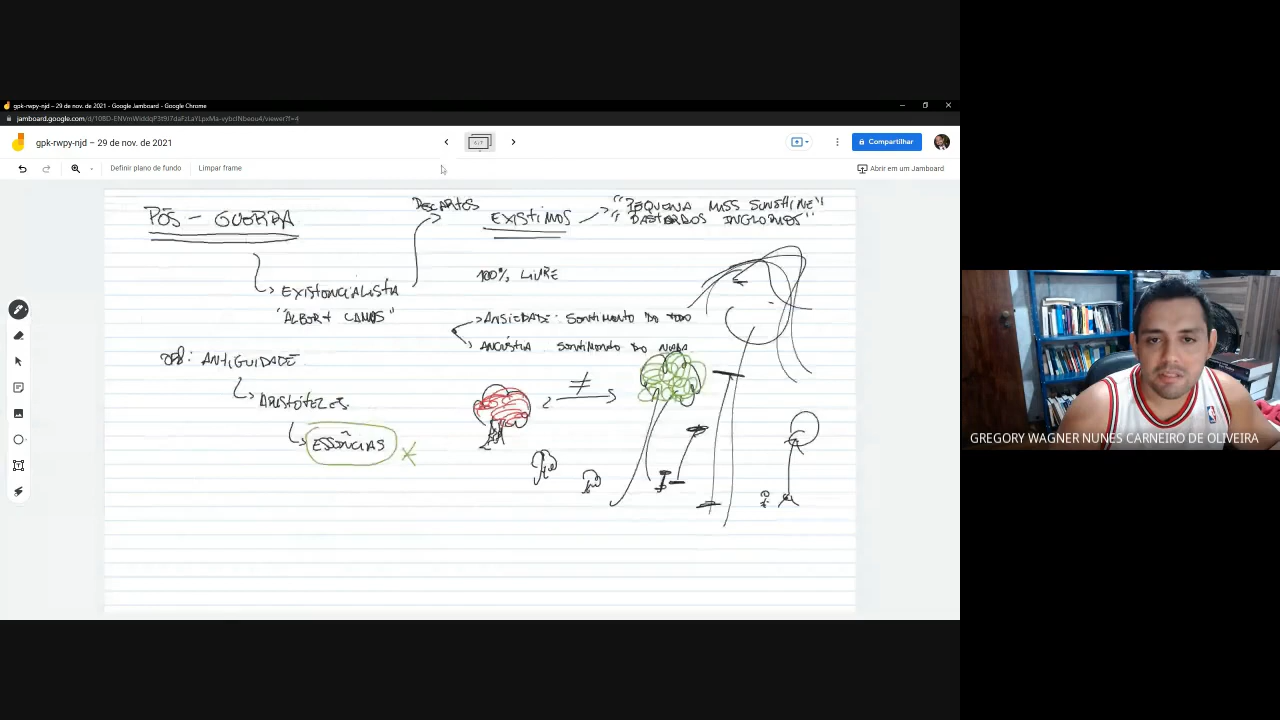 gpk-rwpy-njd – 29 de nov. de 2021 - Google Jamboard - Google Chrome
gpk-rwpy-njd – 29 de nov. de 2021
Compartilhar
Definir plano de fundo
Limpar frame
Abrir em um Jamboard
PÓS - GUERRA
DESCARTES
EXISTIMOS
"PEQUENA MISS SUNSHINE"
"BASTARDOS INGLORIOS"
100% LIVRE
EXISTENCIALISTA
"ALBERT CAMUS"
ANSIEDADE: SENTIMENTO DO TODO
ANGÚSTIA : SENTIMENTO DO NADA
ANTIGUIDADE
ARISTÓTELES
≠
ESSÊNCIAS
GREGORY WAGNER NUNES CARNEIRO DE OLIVEIRA